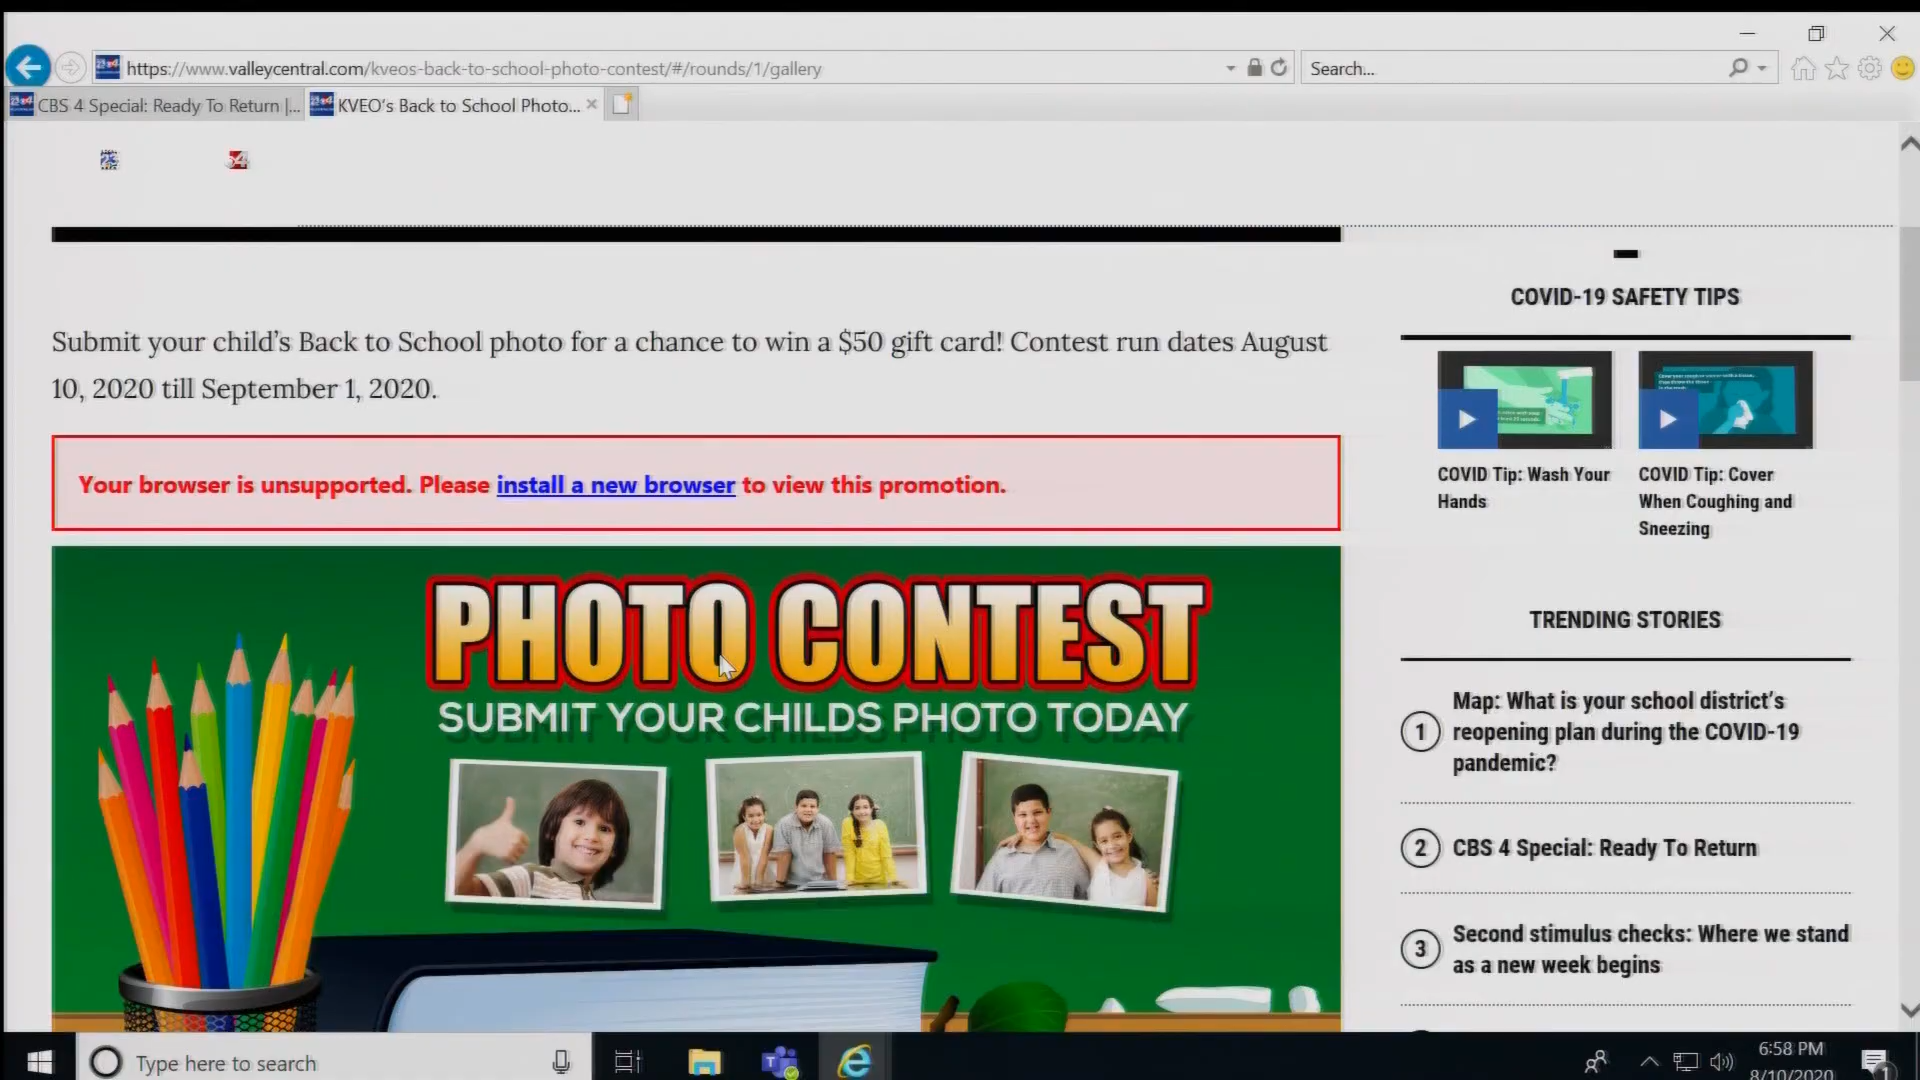 https://www.valleycentral.com/kveos-back-to-school-photo-contest/#/rounds/1/gallery
Search...
CBS 4 Special: Ready To Return |...
KVEO's Back to School Photo...
Submit your child's Back to School photo for a chance to win a $50 gift card! Contest run dates August
10, 2020 till September 1, 2020.
Your browser is unsupported. Please install a new browser to view this promotion.
PHOTO CONTEST
SUBMIT YOUR CHILDS PHOTO TODAY
COVID-19 SAFETY TIPS
COVID Tip: Wash Your
Hands
COVID Tip: Cover
When Coughing and
Sneezing
TRENDING STORIES
1
Map: What is your school district's
reopening plan during the COVID-19
pandemic?
2
CBS 4 Special: Ready To Return
3
Second stimulus checks: Where we stand
as a new week begins
Type here to search
6:58 PM
8/10/2020
1